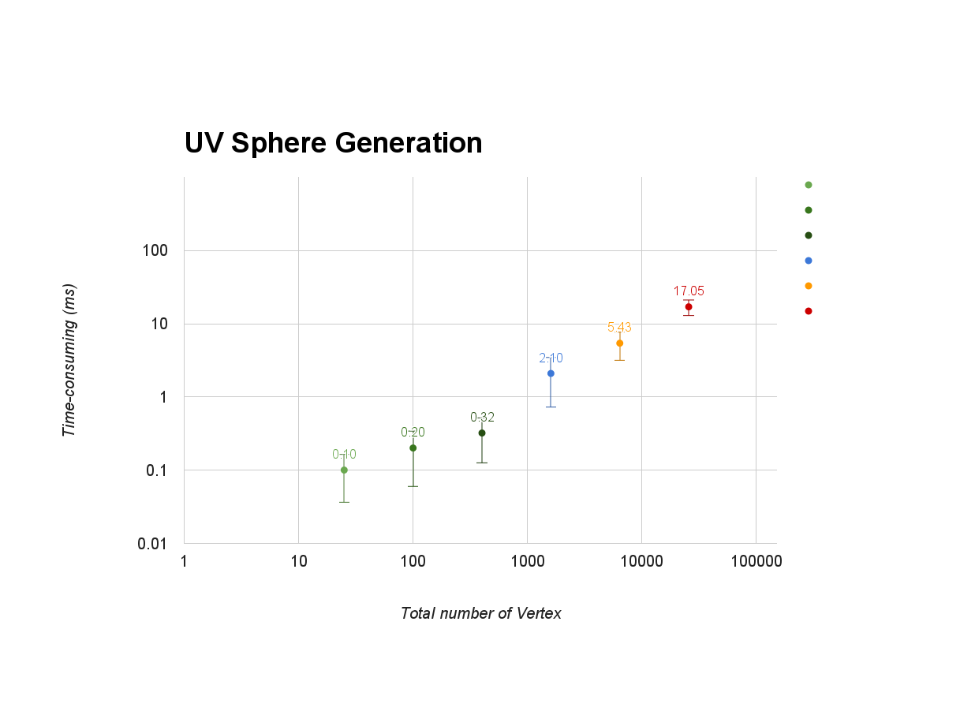 UV Sphere Generation
17.05
100
5.43
10
2.10
Time-consuming (ms)
1
0.32
0.20
0.10
0.1
0.01
1 10 100 1000 10000 100000
Total number of Vertex